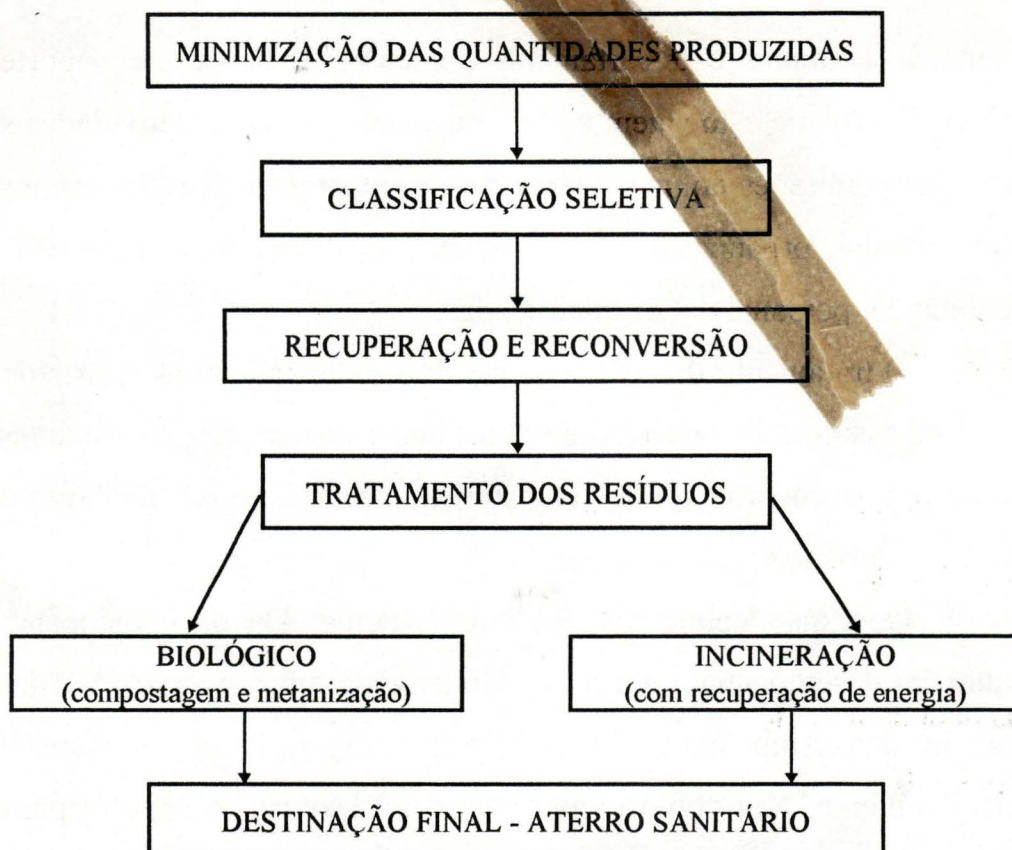 MINIMIZAÇÃO DAS QUANTIDADES PRODUZIDAS
CLASSIFICAÇÃO SELETIVA
RECUPERAÇÃO E RECONVERSÃO
TRATAMENTO DOS RESÍDUOS
BIOLÓGICO
(compostagem e metanização)
INCINERAÇÃO
(com recuperação de energia)
DESTINAÇÃO FINAL - ATERRO SANITÁRIO